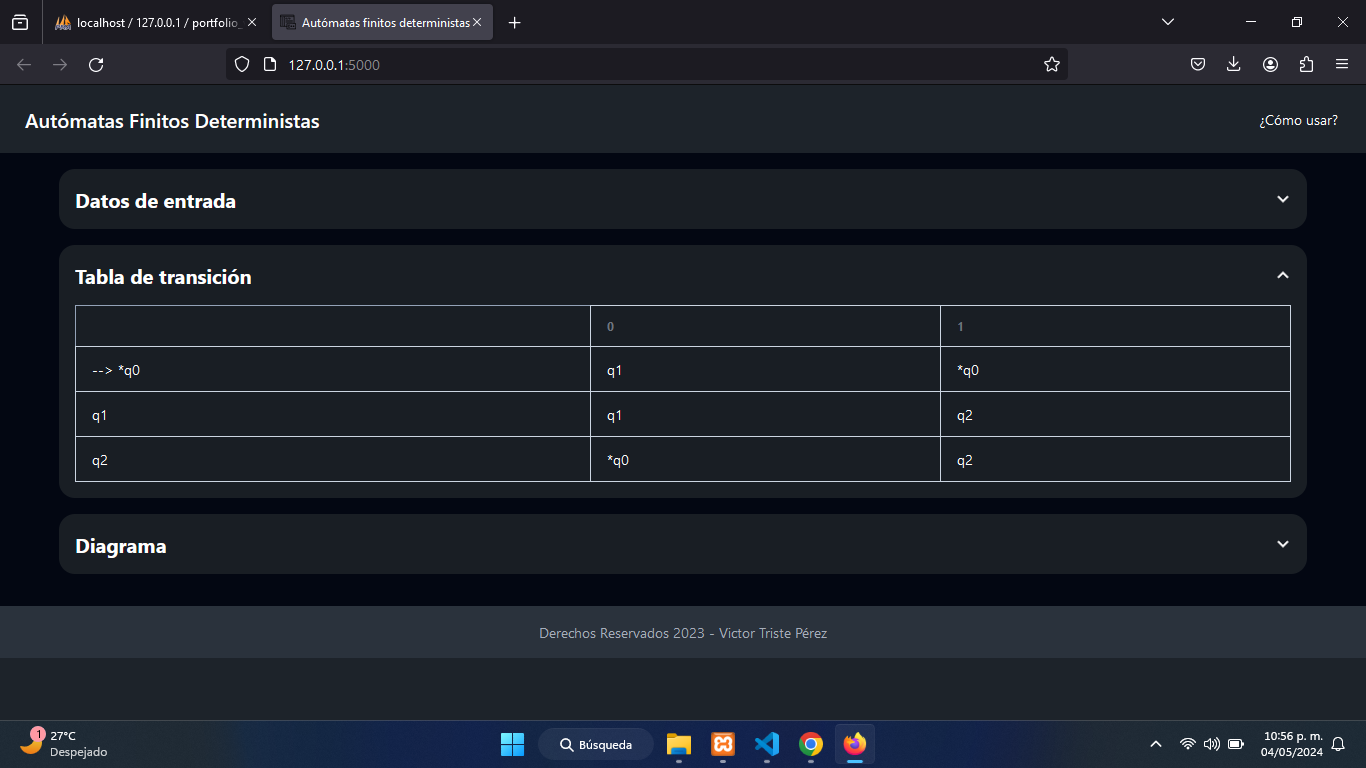 localhost / 127.0.0.1 / portfolio_
Autómatas finitos deterministas
127.0.0.1:5000
Autómatas Finitos Deterministas
¿Cómo usar?
Datos de entrada
Tabla de transición
0 1
--> *q0 q1 *q0
q1 q1 q2
q2 *q0 q2
Diagrama
Derechos Reservados 2023 - Victor Triste Pérez
1
27°C
Despejado
Búsqueda
10:56 p. m.
04/05/2024